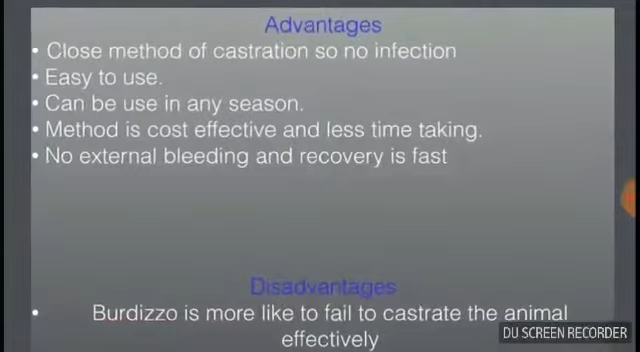 Advantages
• Close method of castration so no infection
• Easy to use.
• Can be use in any season.
• Method is cost effective and less time taking.
• No external bleeding and recovery is fast
Disadvantages
• Burdizzo is more like to fail to castrate the animal
effectively
DU SCREEN RECORDER